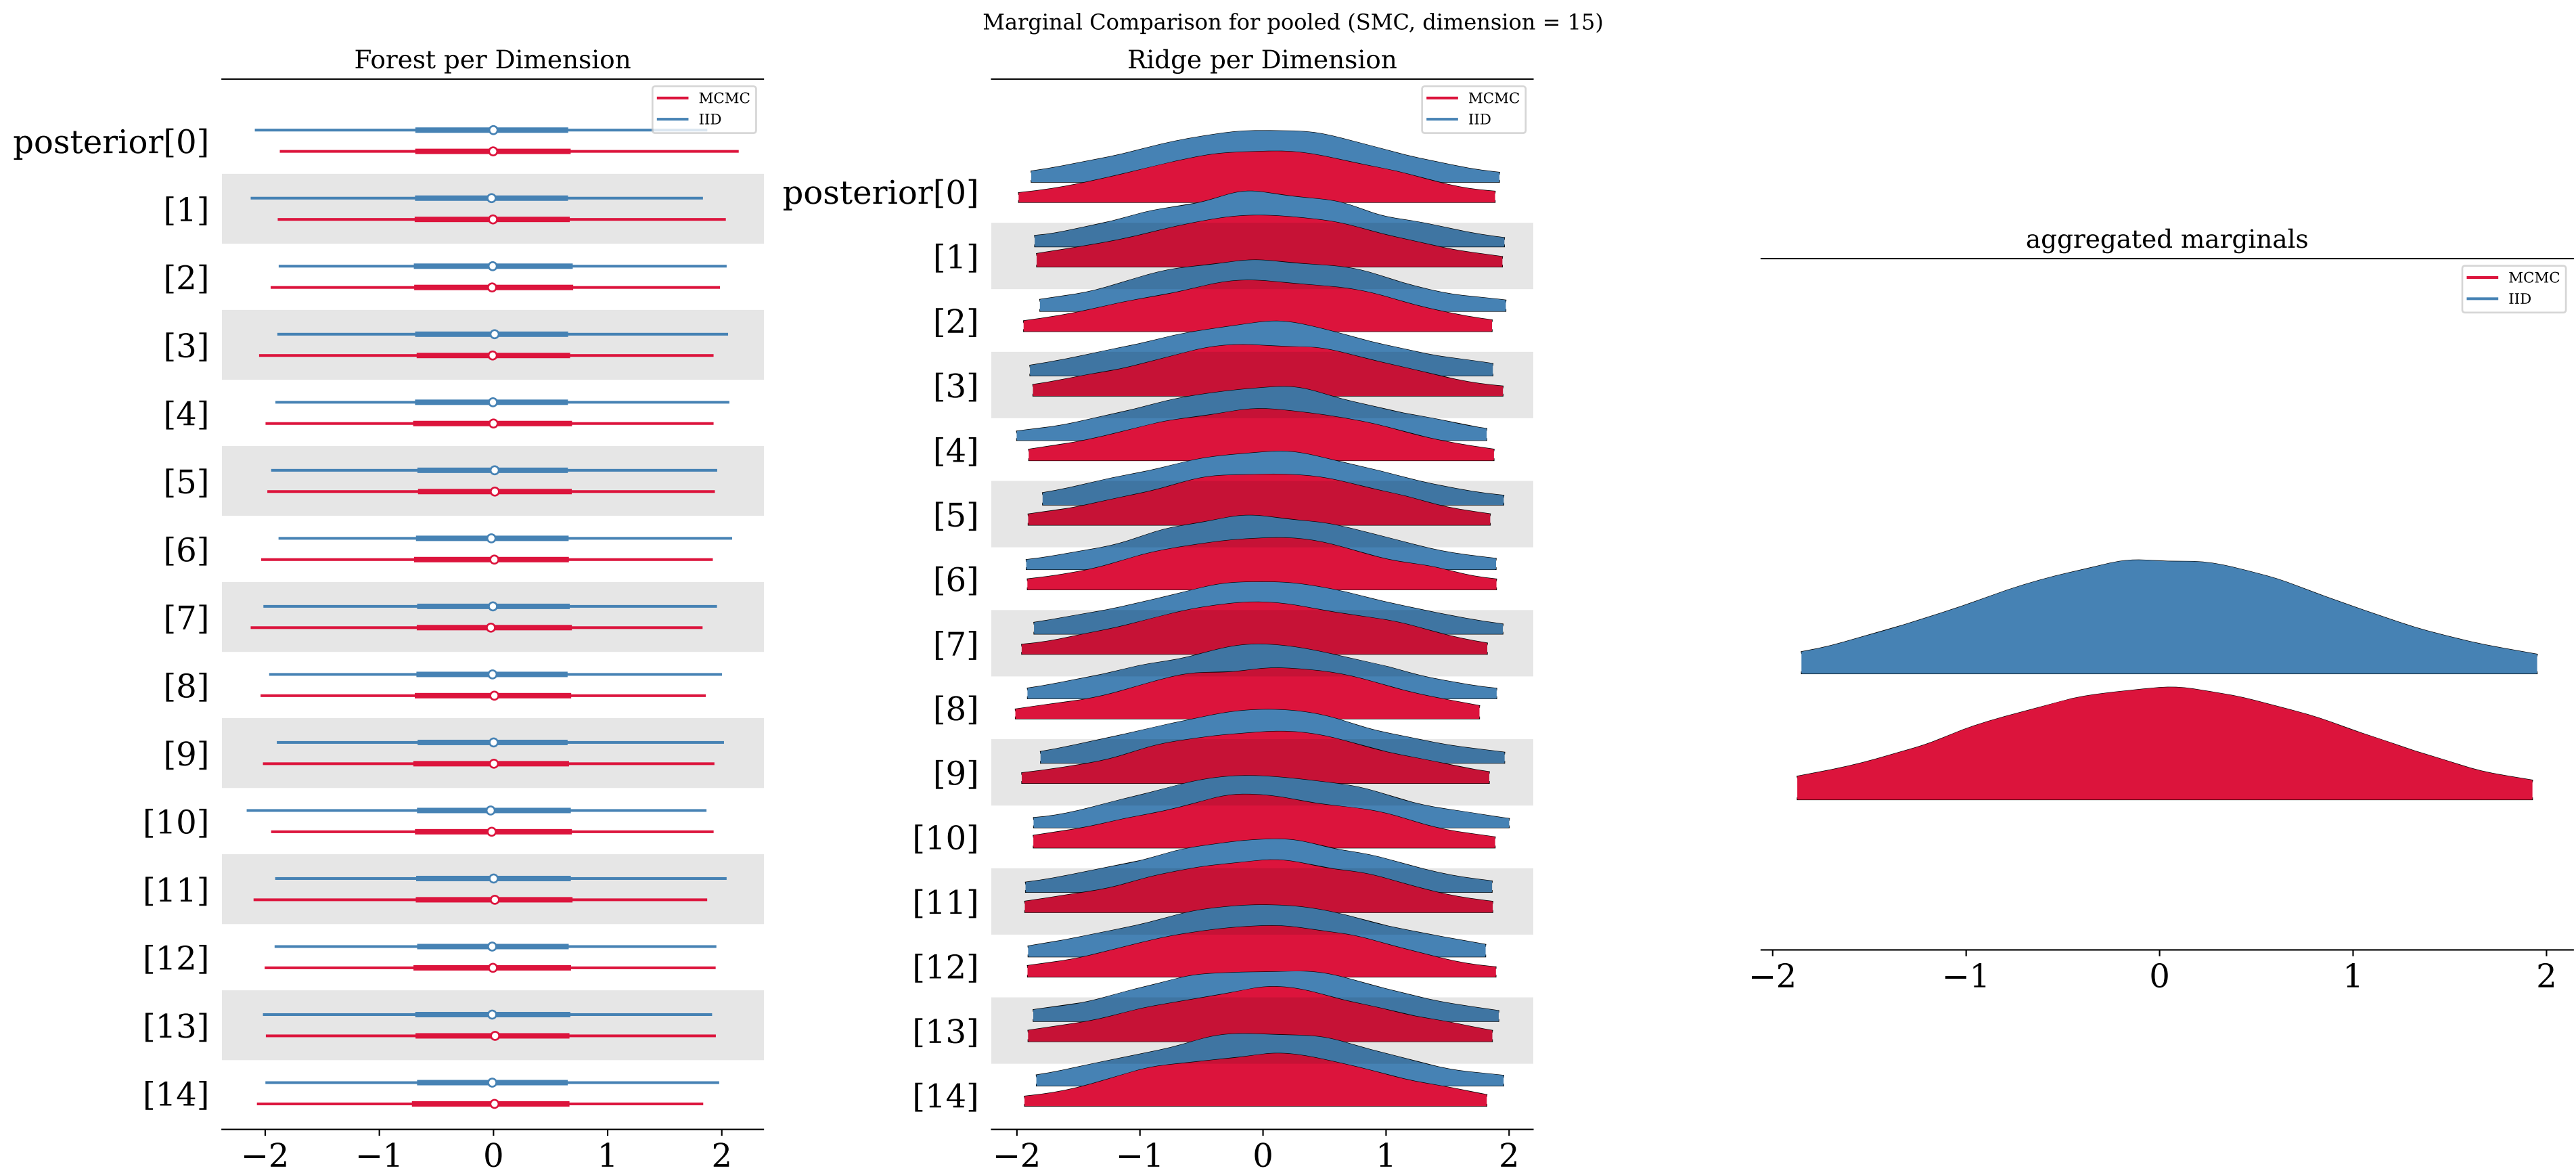 Marginal Comparison for pooled (SMC, dimension = 15)
Forest per Dimension
MCMC
IID
posterior[0]
[1]
[2]
[3]
[4]
[5]
[6]
[7]
[8]
[9]
[10]
[11]
[12]
[13]
[14]
−2 −1 0 1 2
Ridge per Dimension
MCMC
IID
posterior[0]
[1]
[2]
[3]
[4]
[5]
[6]
[7]
[8]
[9]
[10]
[11]
[12]
[13]
[14]
−2 −1 0 1 2
aggregated marginals
MCMC
IID
−2 −1 0 1 2